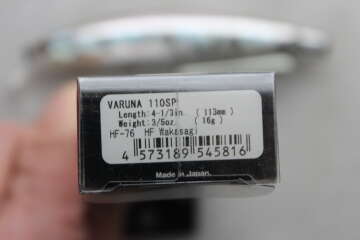 VARUNA 110SP
Length:4-1/3in. (113mm)
Weight:3/5oz. (16g)
HF-76 HF Wakasagi
4 573189 545816
Made in Japan.